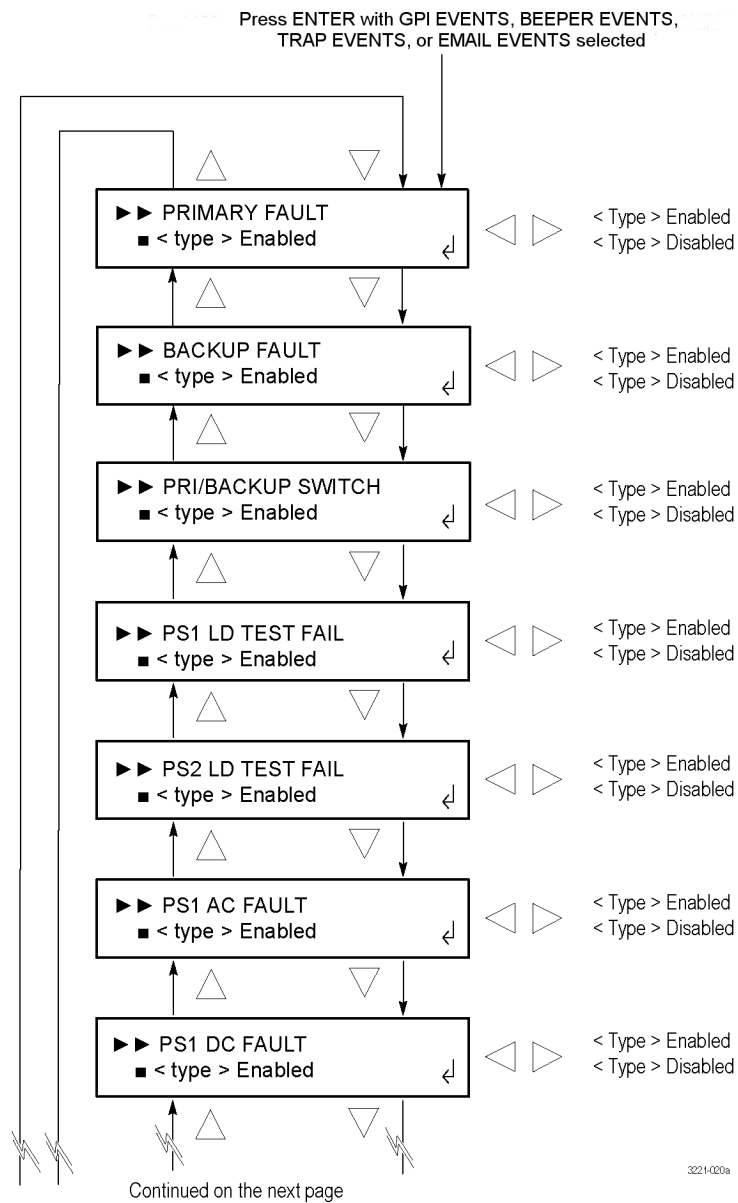 Press ENTER with GPI EVENTS, BEEPER EVENTS,
TRAP EVENTS, or EMAIL EVENTS selected
►► PRIMARY FAULT
■ < type > Enabled
< Type > Enabled
< Type > Disabled
►► BACKUP FAULT
■ < type > Enabled
< Type > Enabled
< Type > Disabled
►► PRI/BACKUP SWITCH
■ < type > Enabled
< Type > Enabled
< Type > Disabled
►► PS1 LD TEST FAIL
■ < type > Enabled
< Type > Enabled
< Type > Disabled
►► PS2 LD TEST FAIL
■ < type > Enabled
< Type > Enabled
< Type > Disabled
►► PS1 AC FAULT
■ < type > Enabled
< Type > Enabled
< Type > Disabled
►► PS1 DC FAULT
■ < type > Enabled
< Type > Enabled
< Type > Disabled
3221-020a
Continued on the next page